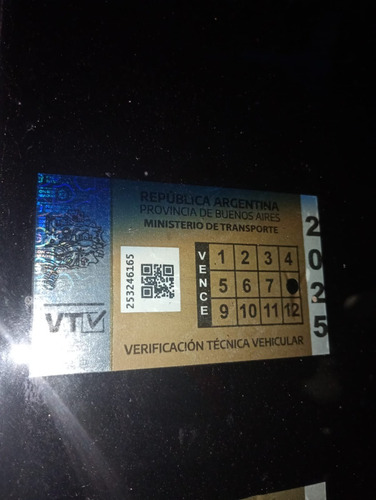 REPÚBLICA ARGENTINA
PROVINCIA DE BUENOS AIRES
MINISTERIO DE TRANSPORTE
253246165
VENCE
1 2 3 4
5 6 7
9 10 11 12
2025
VTV
VERIFICACIÓN TÉCNICA VEHICULAR